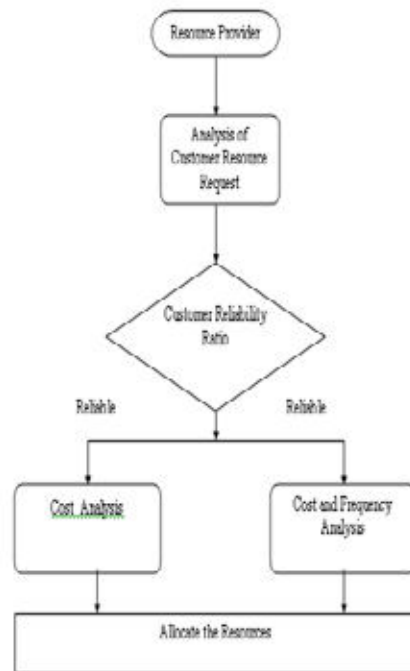 Resource Provider
Analysis of
Customer Resource
Request
Customer Reliability
Ratio
Reliable
Reliable
Cost Analysis
Cost and Frequency
Analysis
Allocate the Resources